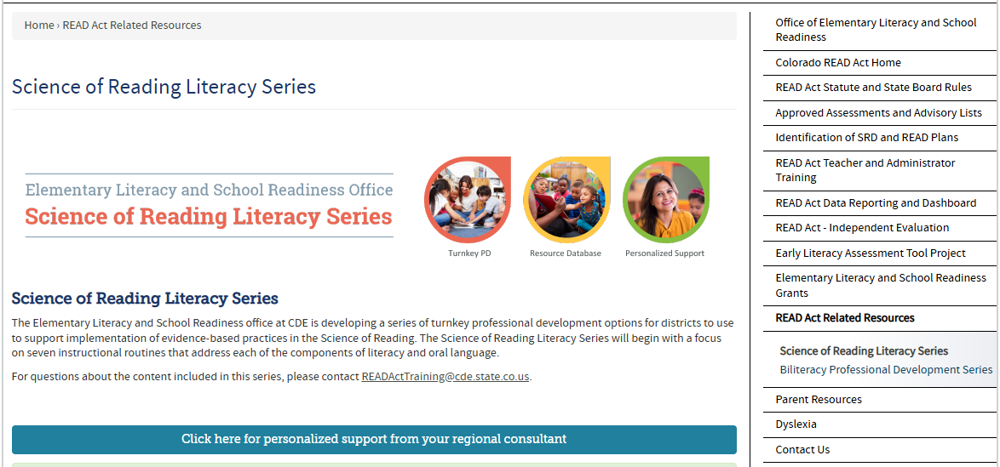 Home › READ Act Related Resources
Science of Reading Literacy Series
Elementary Literacy and School Readiness Office
Science of Reading Literacy Series
Turnkey PD
Resource Database
Personalized Support
Science of Reading Literacy Series
The Elementary Literacy and School Readiness office at CDE is developing a series of turnkey professional development options for districts to use
to support implementation of evidence-based practices in the Science of Reading. The Science of Reading Literacy Series will begin with a focus
on seven instructional routines that address each of the components of literacy and oral language.
For questions about the content included in this series, please contact READActTraining@cde.state.co.us.
Click here for personalized support from your regional consultant
Office of Elementary Literacy and School
Readiness
Colorado READ Act Home
READ Act Statute and State Board Rules
Approved Assessments and Advisory Lists
Identification of SRD and READ Plans
READ Act Teacher and Administrator
Training
READ Act Data Reporting and Dashboard
READ Act - Independent Evaluation
Early Literacy Assessment Tool Project
Elementary Literacy and School Readiness
Grants
READ Act Related Resources
Science of Reading Literacy Series
Biliteracy Professional Development Series
Parent Resources
Dyslexia
Contact Us